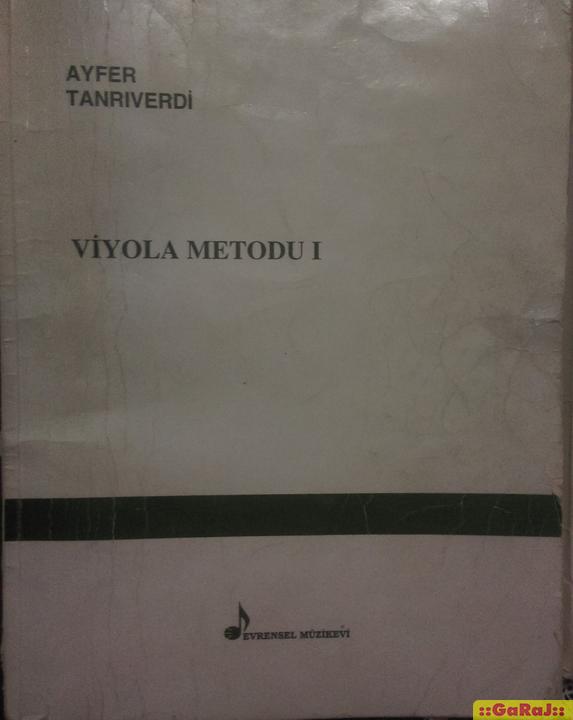 AYFER
TANRIVERDİ
VİYOLA METODU I
EVRENSEL MÜZİKEVİ
::GaRaJ::